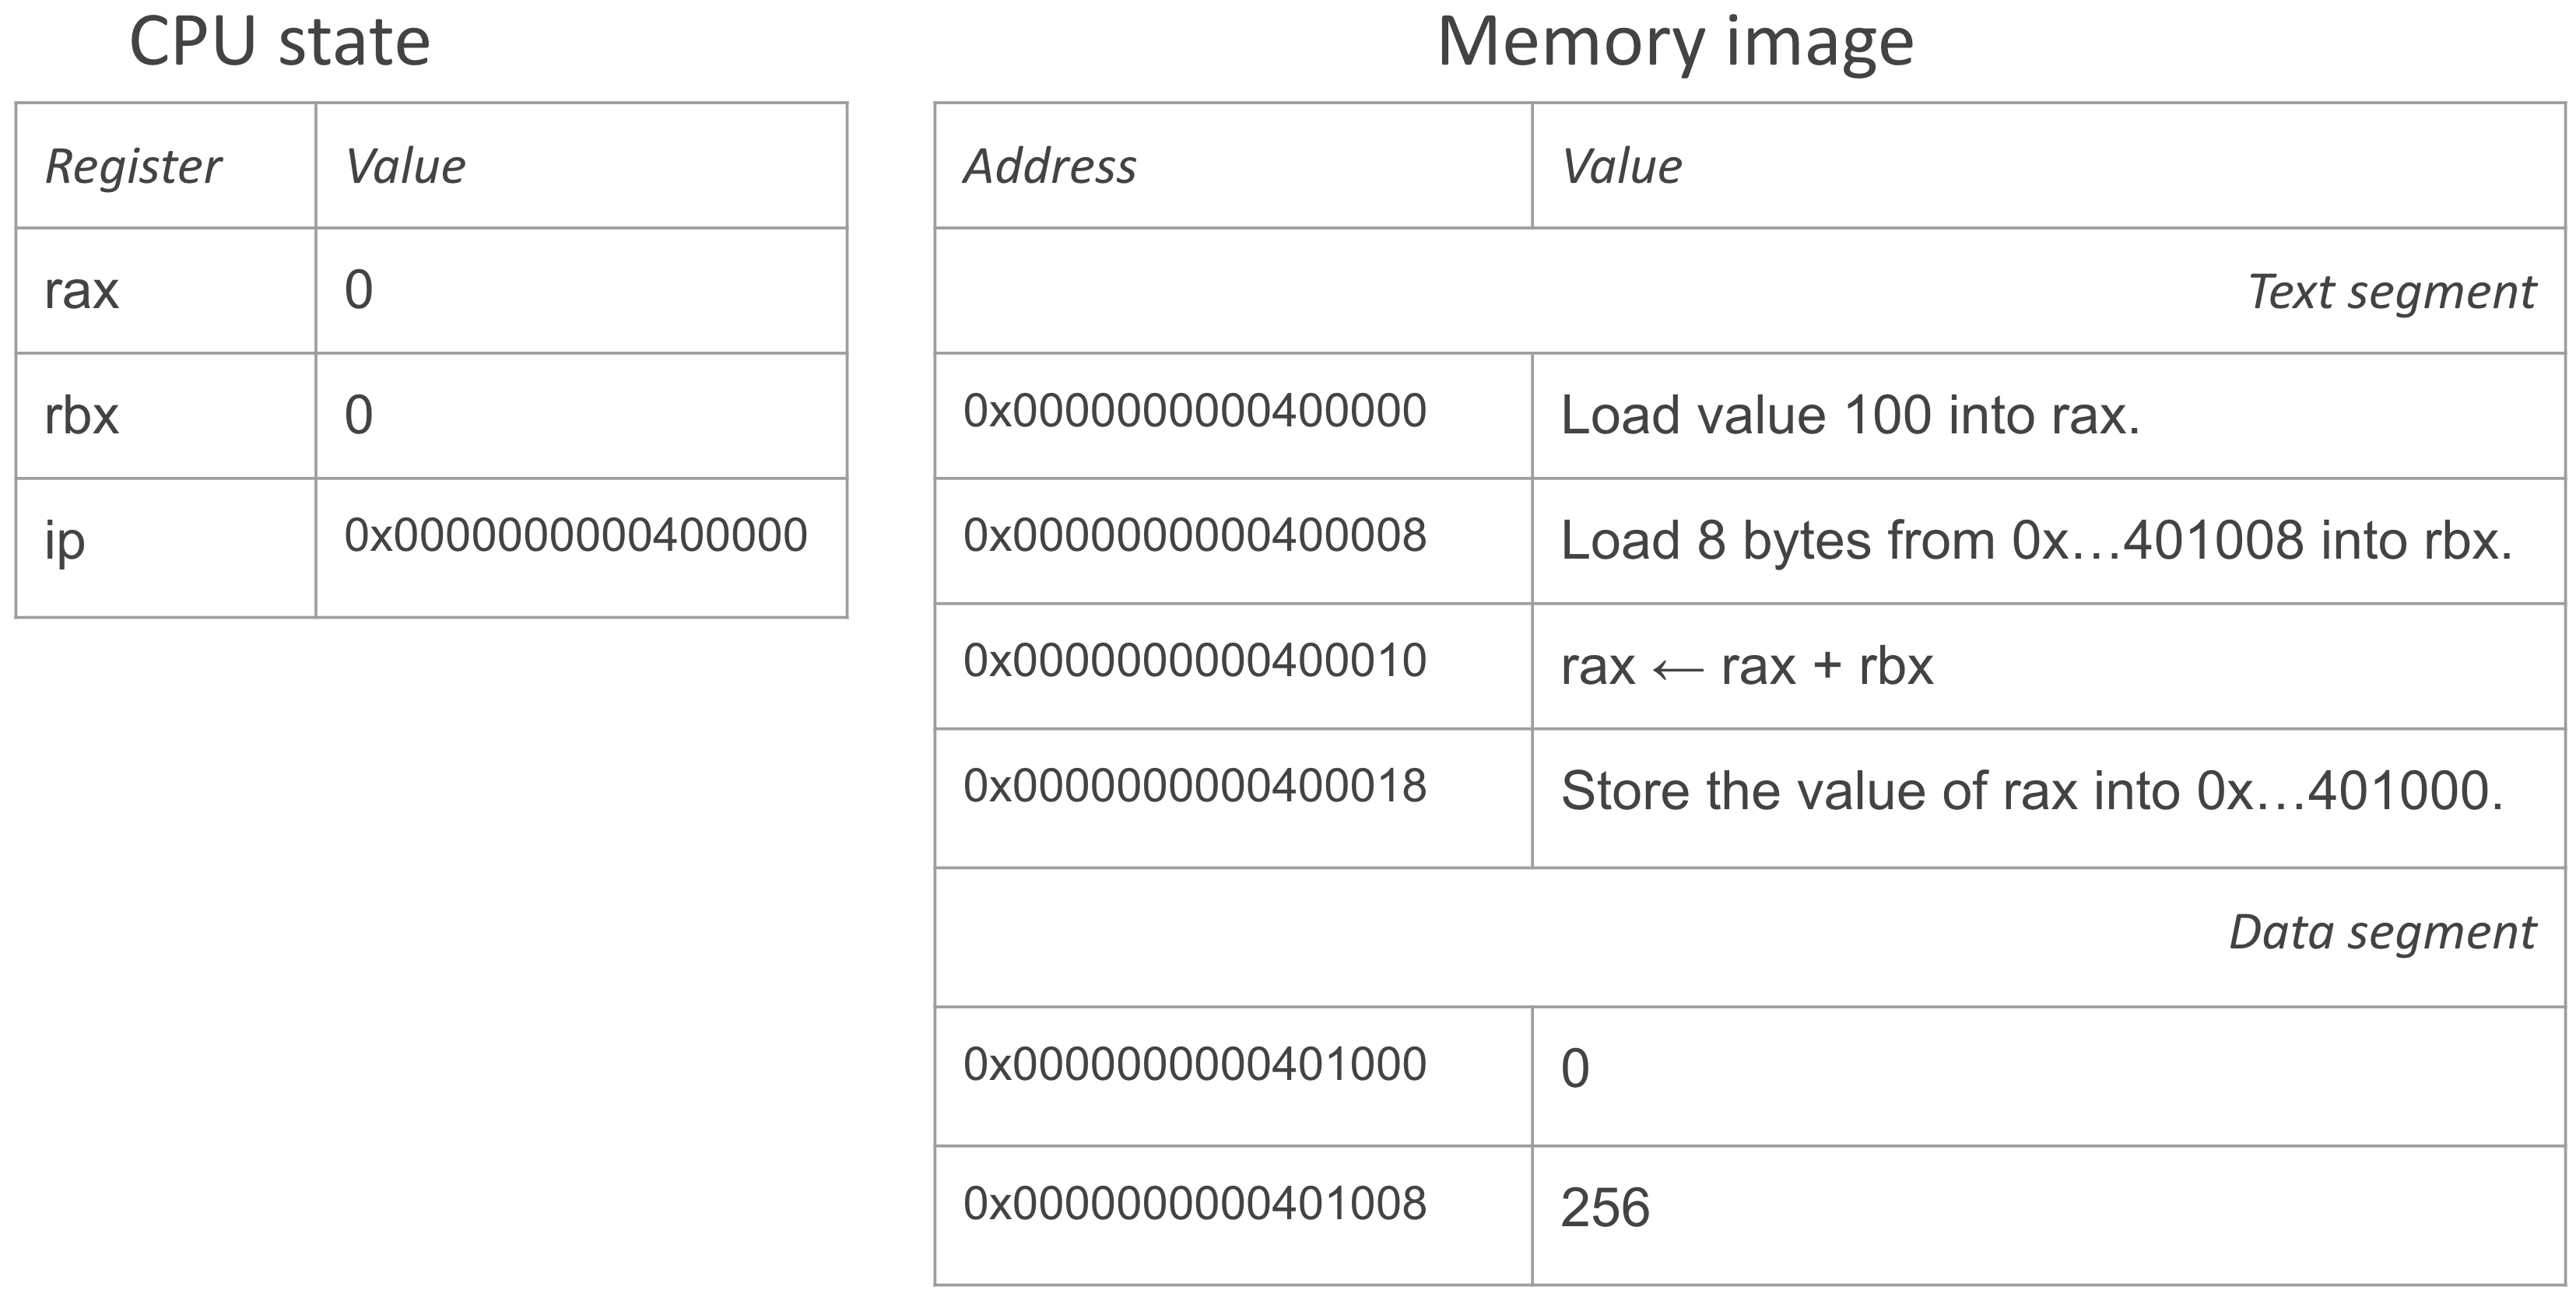 CPU state
Register Value
rax 0
rbx 0
ip 0x0000000000400000
Memory image
Address Value
Text segment
0x0000000000400000 Load value 100 into rax.
0x0000000000400008 Load 8 bytes from 0x…401008 into rbx.
0x0000000000400010 rax ← rax + rbx
0x0000000000400018 Store the value of rax into 0x…401000.
Data segment
0x0000000000401000 0
0x0000000000401008 256